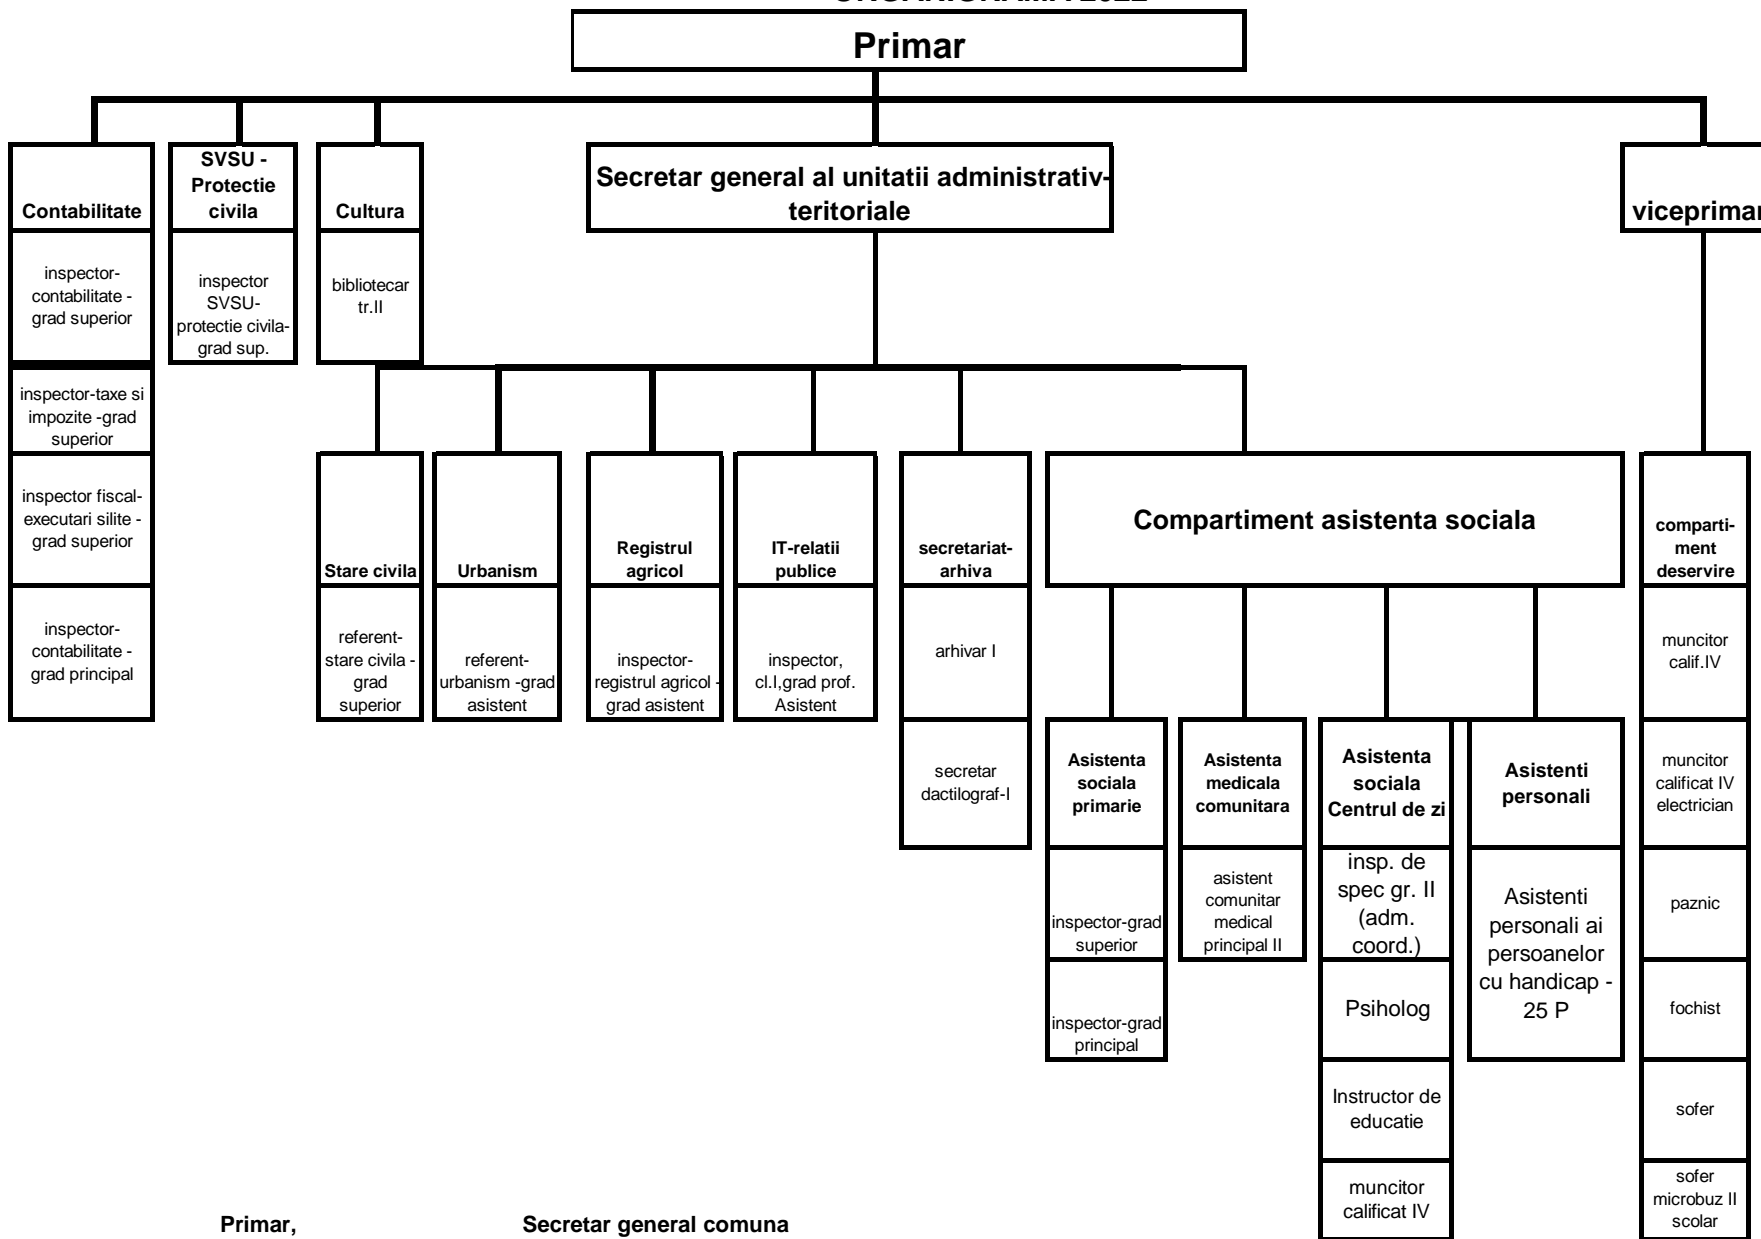 Primar
Contabilitate
SVSU -
Protectie
civila
Cultura
Secretar general al unitatii administrativ-
teritoriale
viceprimar
inspector-
contabilitate -
grad superior
inspector
SVSU-
protectie civila-
grad sup.
bibliotecar
tr.II
inspector-taxe si
impozite -grad
superior
inspector fiscal-
executari silite -
grad superior
inspector-
contabilitate -
grad principal
Stare civila
Urbanism
Registrul
agricol
IT-relatii
publice
secretariat-
arhiva
Compartiment asistenta sociala
comparti-
ment
deservire
referent-
stare civila -
grad
superior
referent-
urbanism -grad
asistent
inspector-
registrul agricol -
grad asistent
inspector,
cl.I,grad prof.
Asistent
arhivar I
secretar
dactilograf-I
muncitor
calif.IV
Asistenta
sociala
primarie
Asistenta
medicala
comunitara
Asistenta
sociala
Centrul de zi
Asistenti
personali
muncitor
calificat IV
electrician
inspector-grad
superior
inspector-grad
principal
asistent
comunitar
medical
principal II
insp. de
spec gr. II
(adm.
coord.)
Psiholog
Instructor de
educatie
muncitor
calificat IV
Asistenti
personali ai
persoanelor
cu handicap -
25 P
paznic
fochist
sofer
sofer
microbuz II
scolar
Primar,
Secretar general comuna